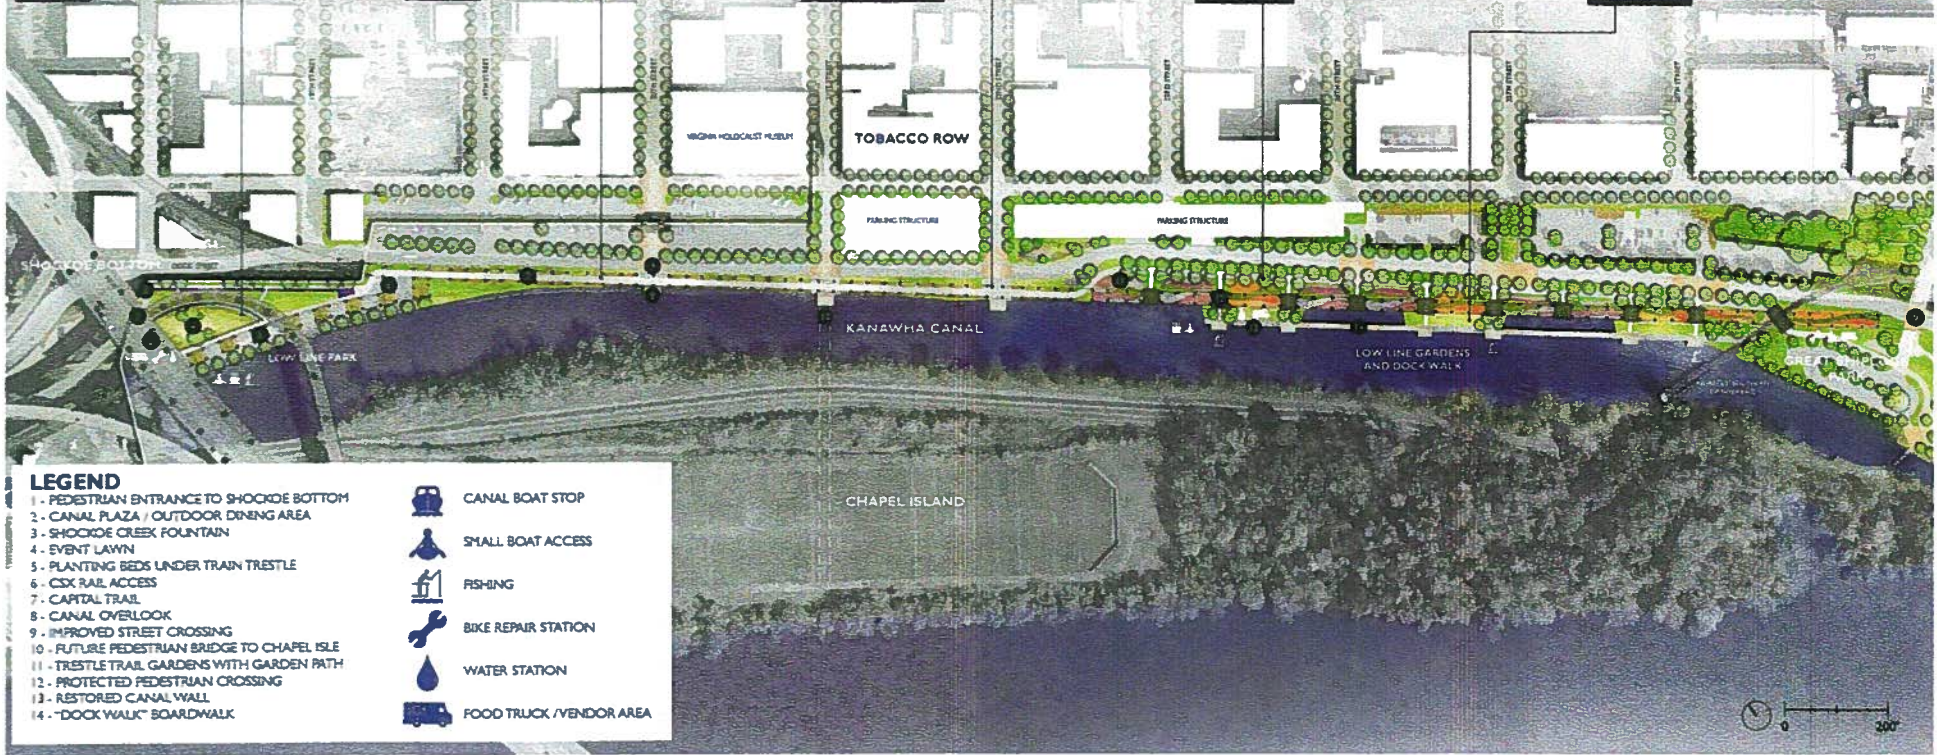 VIRGINIA HOLOCAUST MUSEUM
TOBACCO ROW
PARKING STRUCTURE
PARKING STRUCTURE
SHOCKOE BOTTOM
KANAWHA CANAL
LOW LINE PARK
LOW LINE GARDENS
AND DOCK WALK
CHAPEL ISLAND
LEGEND
1 - PEDESTRIAN ENTRANCE TO SHOCKOE BOTTOM
2 - CANAL PLAZA / OUTDOOR DINING AREA
3 - SHOCKOE CREEK FOUNTAIN
4 - EVENT LAWN
5 - PLANTING BEDS UNDER TRAIN TRESTLE
6 - CSX RAIL ACCESS
7 - CAPITAL TRAIL
8 - CANAL OVERLOOK
9 - IMPROVED STREET CROSSING
10 - FUTURE PEDESTRIAN BRIDGE TO CHAPEL ISLE
11 - TRESTLE TRAIL GARDENS WITH GARDEN PATH
12 - PROTECTED PEDESTRIAN CROSSING
13 - RESTORED CANAL WALL
14 - "DOCK WALK" BOARDWALK
CANAL BOAT STOP
SMALL BOAT ACCESS
FISHING
BIKE REPAIR STATION
WATER STATION
FOOD TRUCK /VENDOR AREA
0 200'